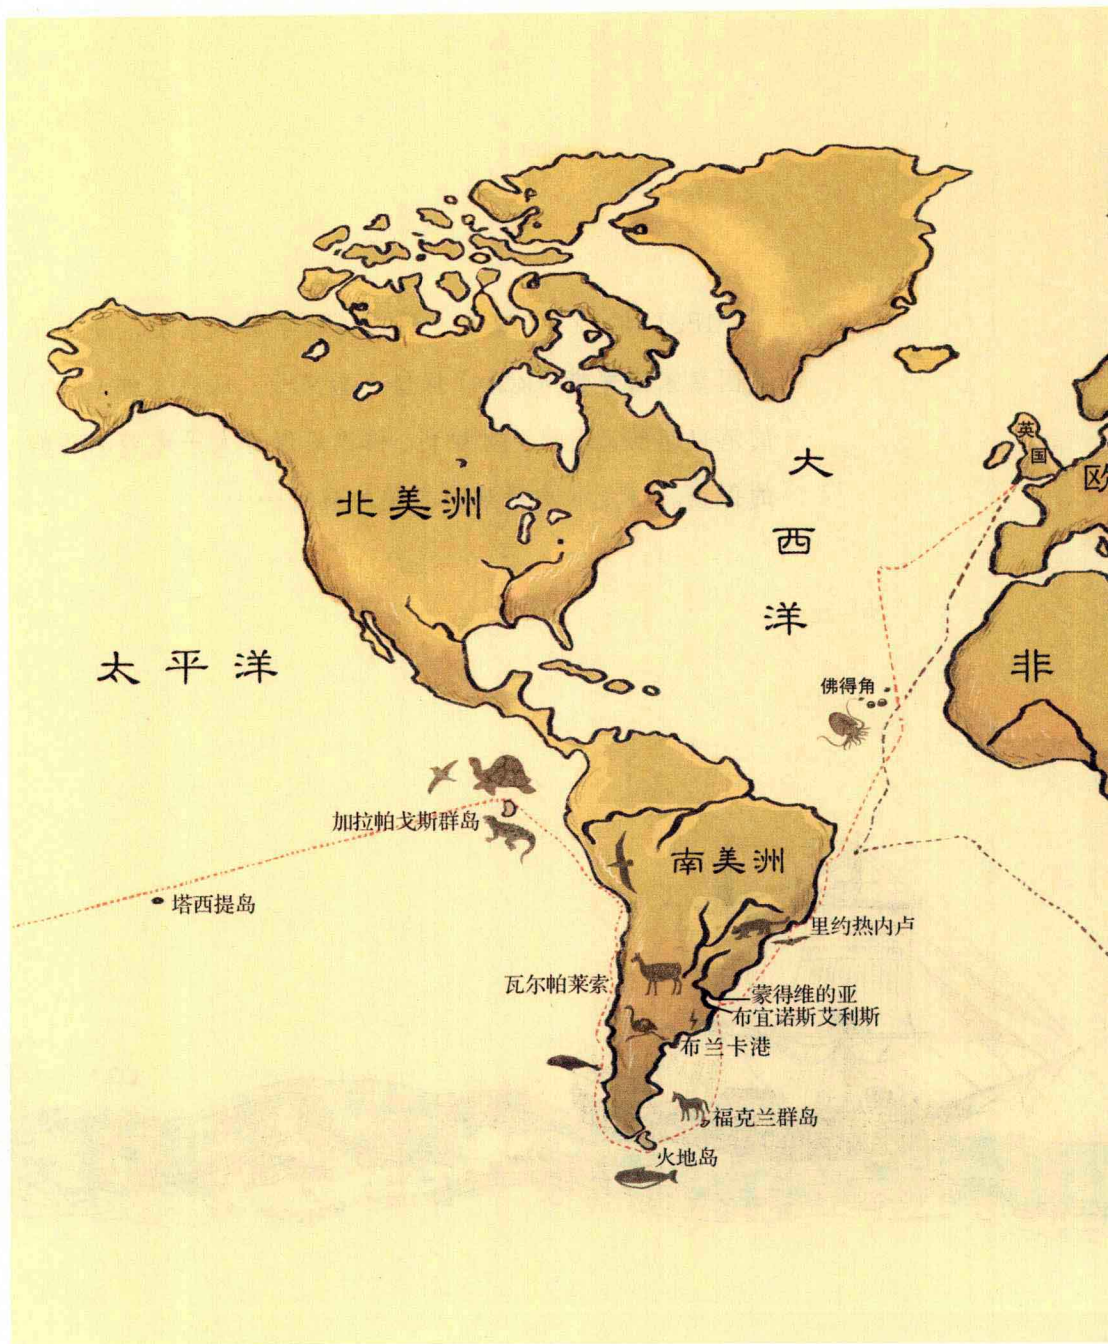 英
国
欧
大
西
洋
北美洲
太平洋
非
佛得角
加拉帕戈斯群岛
南美洲
塔西提岛
里约热内卢
瓦尔帕莱索
蒙得维的亚
布宜诺斯艾利斯
布兰卡港
福克兰群岛
火地岛